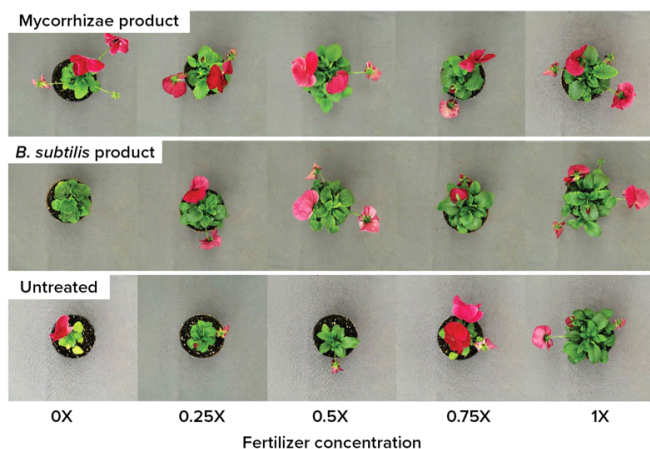 Mycorrhizae product
B. subtilis product
Untreated
0X 0.25X 0.5X 0.75X 1X
Fertilizer concentration